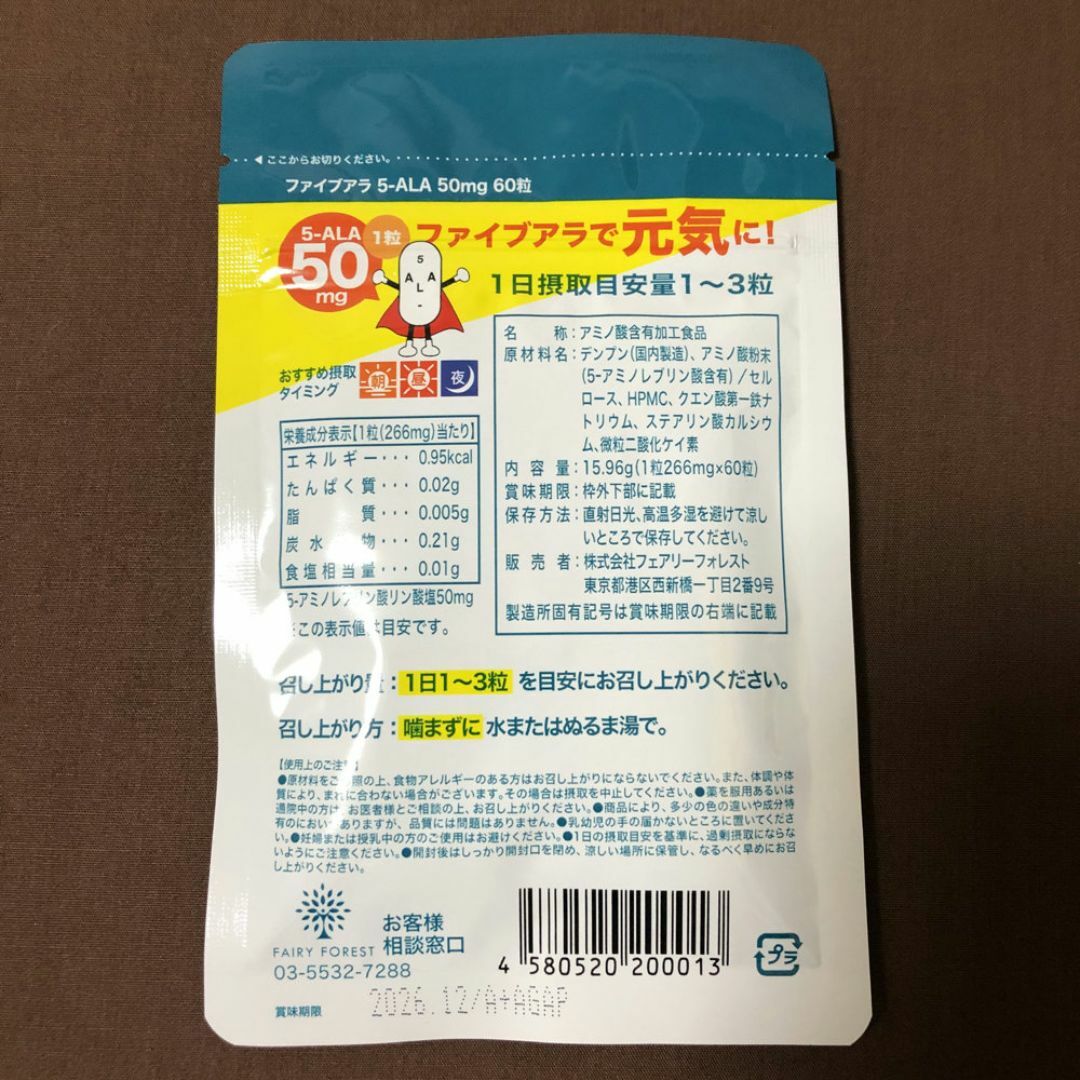 ◀ここからお切りください。
ファイブアラ 5-ALA 50mg 60粒
5-ALA
50
mg
1粒
ファイブアラで元気に!
5
ALA
-
1日摂取目安量1〜3粒
おすすめ摂取
タイミング
朝 昼 夜
栄養成分表示【1粒(266mg)当たり】
エネルギー・・・ 0.95kcal
たんぱく質・・・ 0.02g
脂質・・・ 0.005g
炭水化物・・・ 0.21g
食塩相当量・・・ 0.01g
5-アミノレブリン酸リン酸塩50mg
※この表示値は目安です。
名称:アミノ酸含有加工食品
原材料名:デンプン(国内製造)、アミノ酸粉末
(5-アミノレブリン酸含有)/セル
ロース、HPMC、クエン酸第一鉄ナ
トリウム、ステアリン酸カルシウ
ム、微粒二酸化ケイ素
内容量:15.96g(1粒266mg×60粒)
賞味期限:枠外下部に記載
保存方法:直射日光、高温多湿を避けて涼し
いところで保存してください。
販売者:株式会社フェアリーフォレスト
東京都港区西新橋一丁目2番9号
製造所固有記号は賞味期限の右端に記載
召し上がり量:1日1〜3粒 を目安にお召し上がりください。
召し上がり方:噛まずに 水またはぬるま湯で。
【使用上のご注意】
●原材料をご参照の上、食物アレルギーのある方はお召し上がりにならないでください。また、体調や体
質により、まれに合わない場合がございます。その場合は摂取を中止してください。●薬を服用あるいは
通院中の方は、お医者様とご相談の上、お召し上がりください。●商品により、多少の色の違いや成分特
有のにおいがありますが、品質には問題はありません。●乳幼児の手の届かないところに置いてくださ
い。●妊婦または授乳中の方のご使用はお避けください。●1日の摂取目安を基準に、過剰摂取にならな
いようにご注意ください。●開封後はしっかり開封口を閉め、涼しい場所に保管し、なるべく早めにお召
し上がりください。
FAIRY FOREST
お客様
相談窓口
03-5532-7288
4 580520 200013
プラ
賞味期限
2026.12/A+AGAP